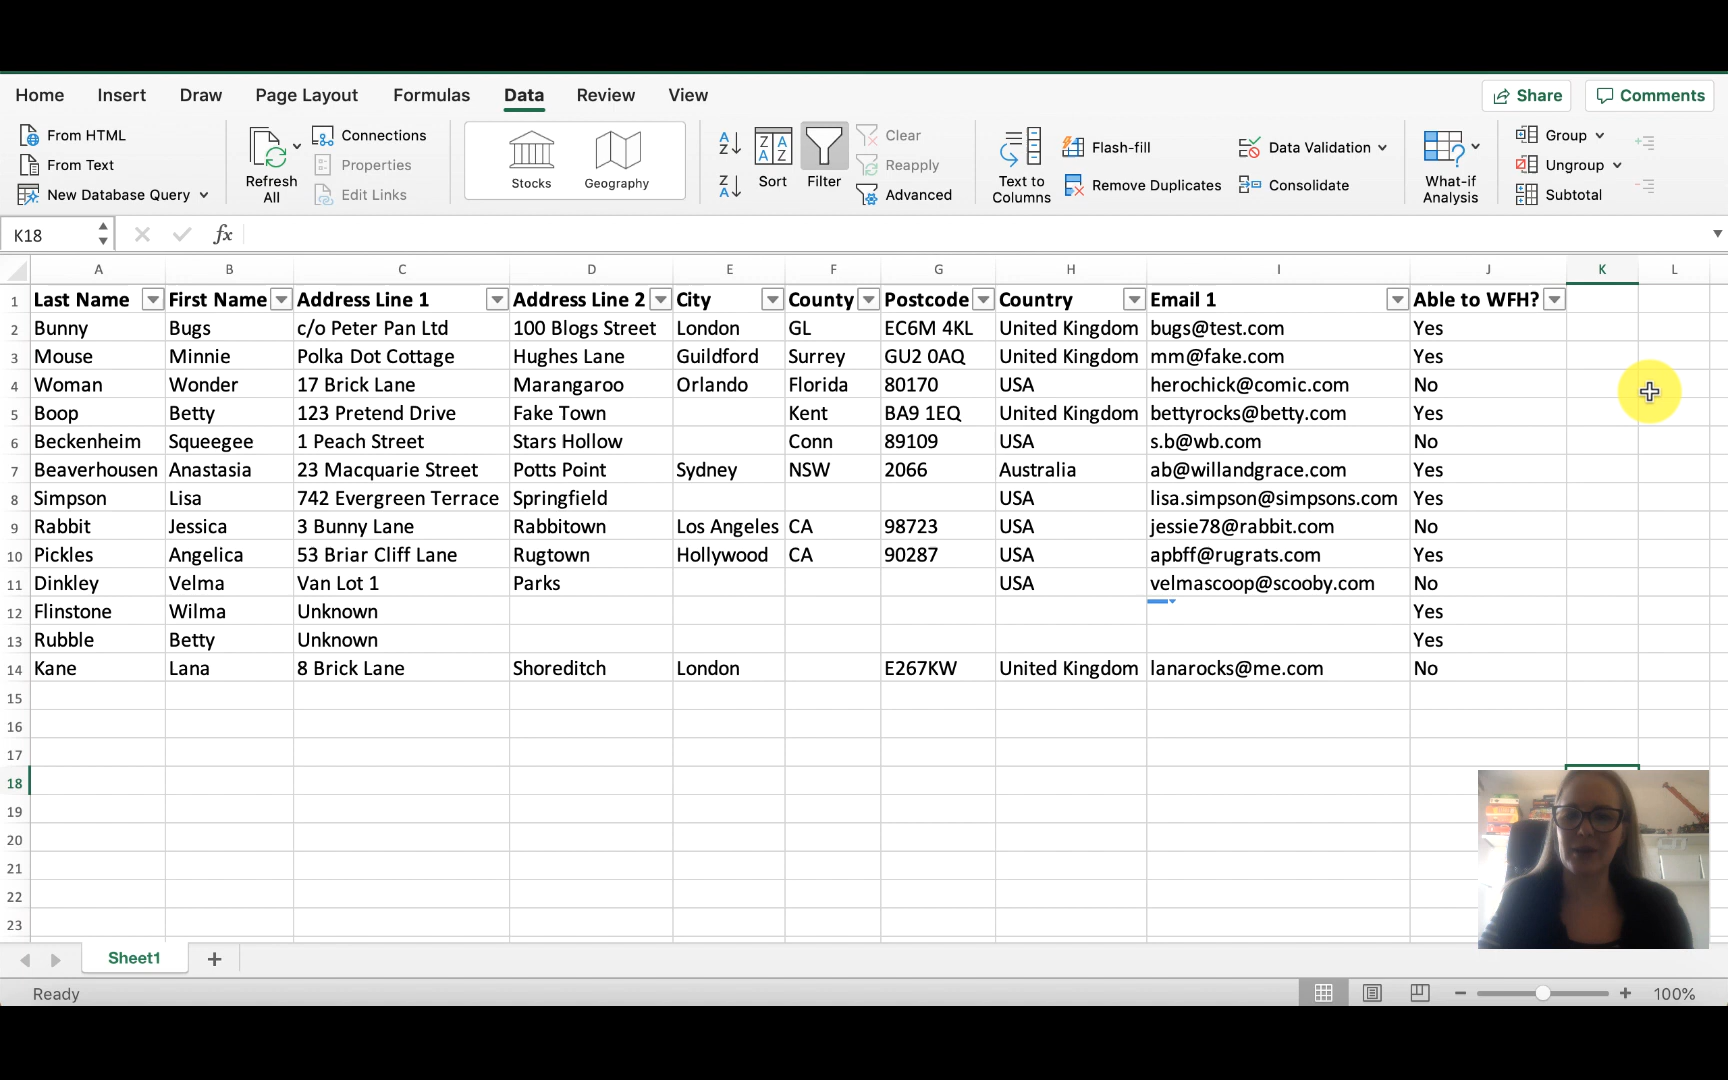 Home Insert Draw Page Layout Formulas Data Review View Share Comments
From HTML
From Text
New Database Query
Refresh All
Connections
Properties
Edit Links
Stocks
Geography
Sort
Filter
Clear
Reapply
Advanced
Text to Columns
Flash-fill
Remove Duplicates
Data Validation
Consolidate
What-if Analysis
Group
Ungroup
Subtotal
K18 fx
A B C D E F G H I J K L
1 Last Name First Name Address Line 1 Address Line 2 City County Postcode Country Email 1 Able to WFH?
2 Bunny Bugs c/o Peter Pan Ltd 100 Blogs Street London GL EC6M 4KL United Kingdom bugs@test.com Yes
3 Mouse Minnie Polka Dot Cottage Hughes Lane Guildford Surrey GU2 0AQ United Kingdom mm@fake.com Yes
4 Woman Wonder 17 Brick Lane Marangaroo Orlando Florida 80170 USA herochick@comic.com No
5 Boop Betty 123 Pretend Drive Fake Town Kent BA9 1EQ United Kingdom bettyrocks@betty.com Yes
6 Beckenheim Squeegee 1 Peach Street Stars Hollow Conn 89109 USA s.b@wb.com No
7 Beaverhousen Anastasia 23 Macquarie Street Potts Point Sydney NSW 2066 Australia ab@willandgrace.com Yes
8 Simpson Lisa 742 Evergreen Terrace Springfield USA lisa.simpson@simpsons.com Yes
9 Rabbit Jessica 3 Bunny Lane Rabbitown Los Angeles CA 98723 USA jessie78@rabbit.com No
10 Pickles Angelica 53 Briar Cliff Lane Rugtown Hollywood CA 90287 USA apbff@rugrats.com Yes
11 Dinkley Velma Van Lot 1 Parks USA velmascoop@scooby.com No
12 Flinstone Wilma Unknown Yes
13 Rubble Betty Unknown Yes
14 Kane Lana 8 Brick Lane Shoreditch London E267KW United Kingdom lanarocks@me.com No
15
16
17
18
19
20
21
22
23
Sheet1
Ready 100%